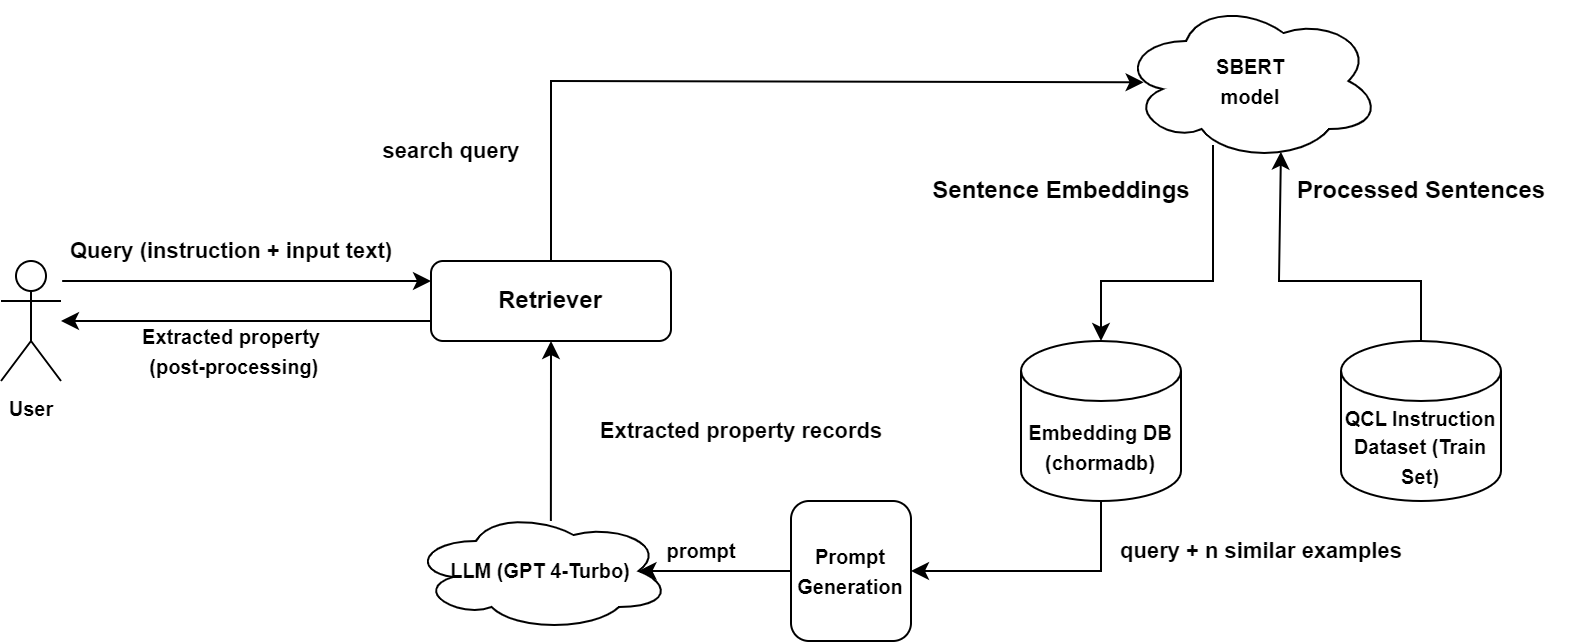 SBERT
model
search query
Sentence Embeddings
Processed Sentences
Query (instruction + input text)
Retriever
Extracted property
(post-processing)
User
Extracted property records
Embedding DB
(chormadb)
QCL Instruction
Dataset (Train
Set)
LLM (GPT 4-Turbo)
prompt
Prompt
Generation
query + n similar examples